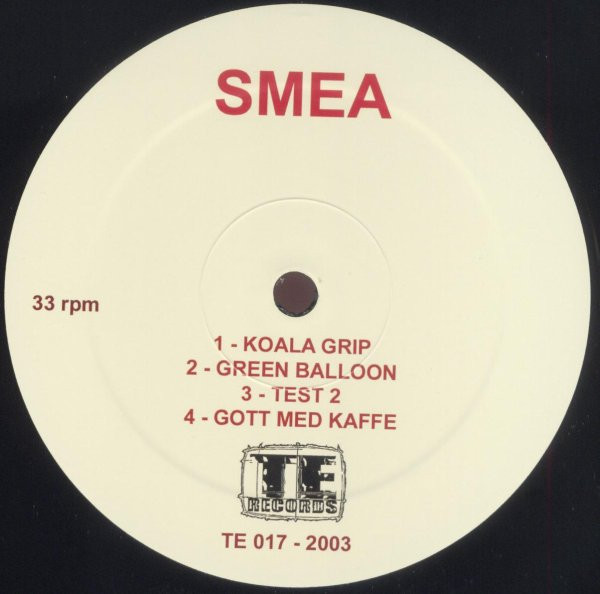 SMEA
33 rpm
1 - KOALA GRIP
2 - GREEN BALLOON
3 - TEST 2
4 - GOTT MED KAFFE
TE
RECORDS
TE 017 - 2003